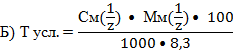 Б) Т усл. = См(1/z) • Мм(1/z) • 100 / 1000 • 8,3